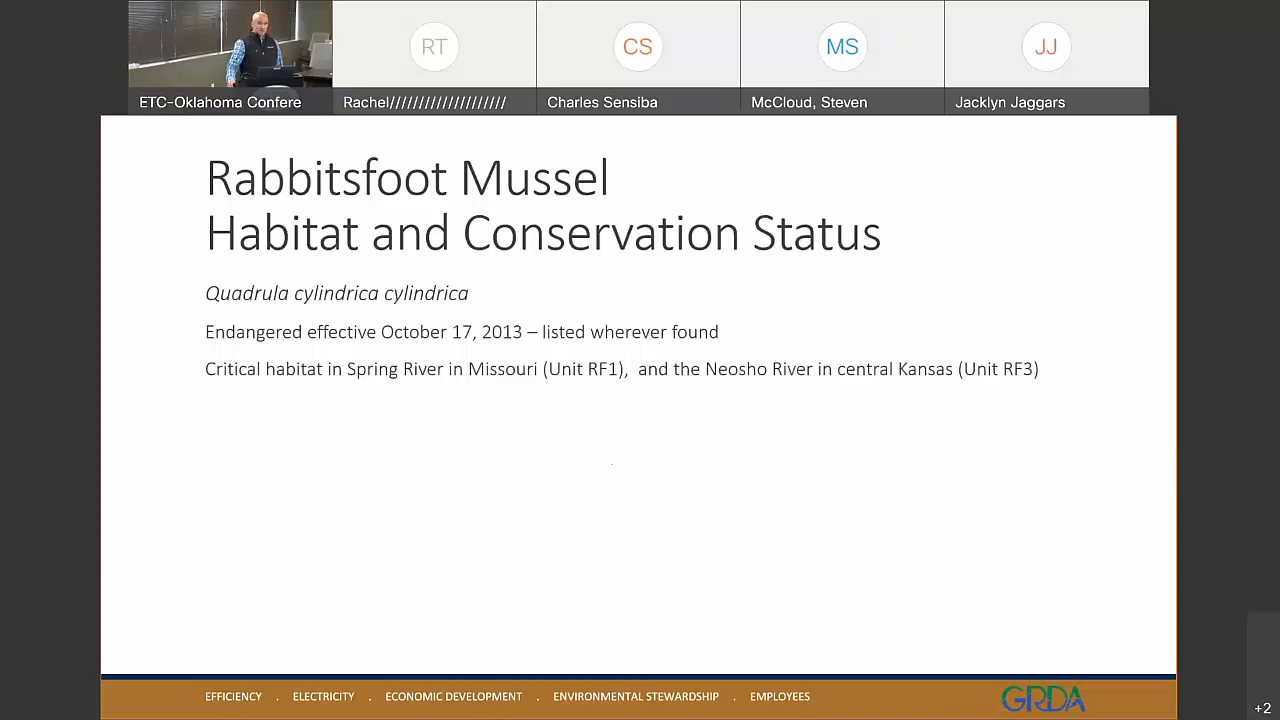 RT
CS
MS
JJ
ETC-Oklahoma Confere
Rachel////////////////////
Charles Sensiba
McCloud, Steven
Jacklyn Jaggars
Rabbitsfoot Mussel
Habitat and Conservation Status
Quadrula cylindrica cylindrica
Endangered effective October 17, 2013 – listed wherever found
Critical habitat in Spring River in Missouri (Unit RF1),  and the Neosho River in central Kansas (Unit RF3)
EFFICIENCY . ELECTRICITY . ECONOMIC DEVELOPMENT . ENVIRONMENTAL STEWARDSHIP . EMPLOYEES
GRDA
+2